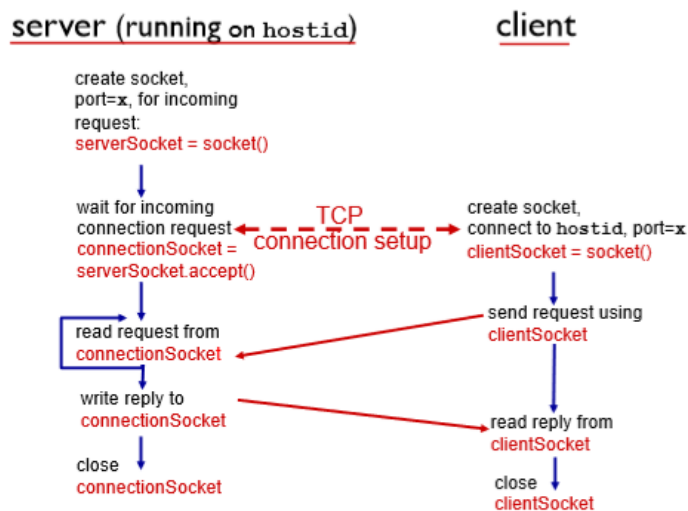 server (running on hostid)
client
create socket,
port=x, for incoming
request:
serverSocket = socket()
wait for incoming
connection request
connectionSocket =
serverSocket.accept()
TCP
connection setup
create socket,
connect to hostid, port=x
clientSocket = socket()
read request from
connectionSocket
send request using
clientSocket
write reply to
connectionSocket
read reply from
clientSocket
close
connectionSocket
close
clientSocket